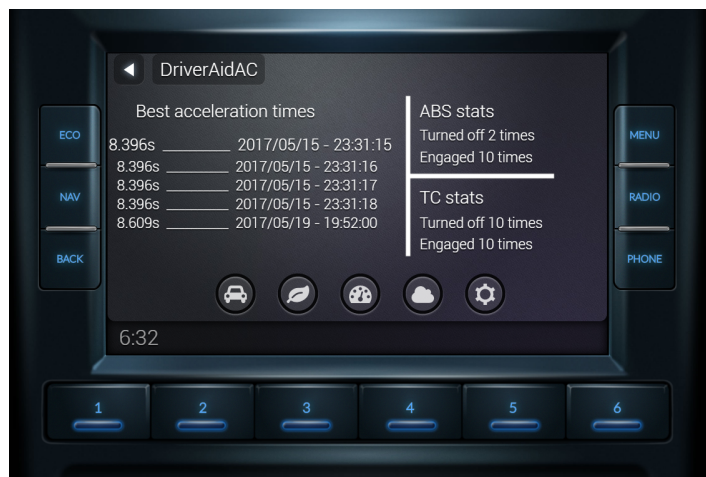 DriverAidAC
Best acceleration times
8.396s ________ 2017/05/15 - 23:31:15
8.396s ________ 2017/05/15 - 23:31:16
8.396s ________ 2017/05/15 - 23:31:17
8.396s ________ 2017/05/15 - 23:31:18
8.609s ________ 2017/05/19 - 19:52:00
ABS stats
Turned off 2 times
Engaged 10 times
TC stats
Turned off 10 times
Engaged 10 times
6:32
ECO
NAV
BACK
MENU
RADIO
PHONE
1 2 3 4 5 6